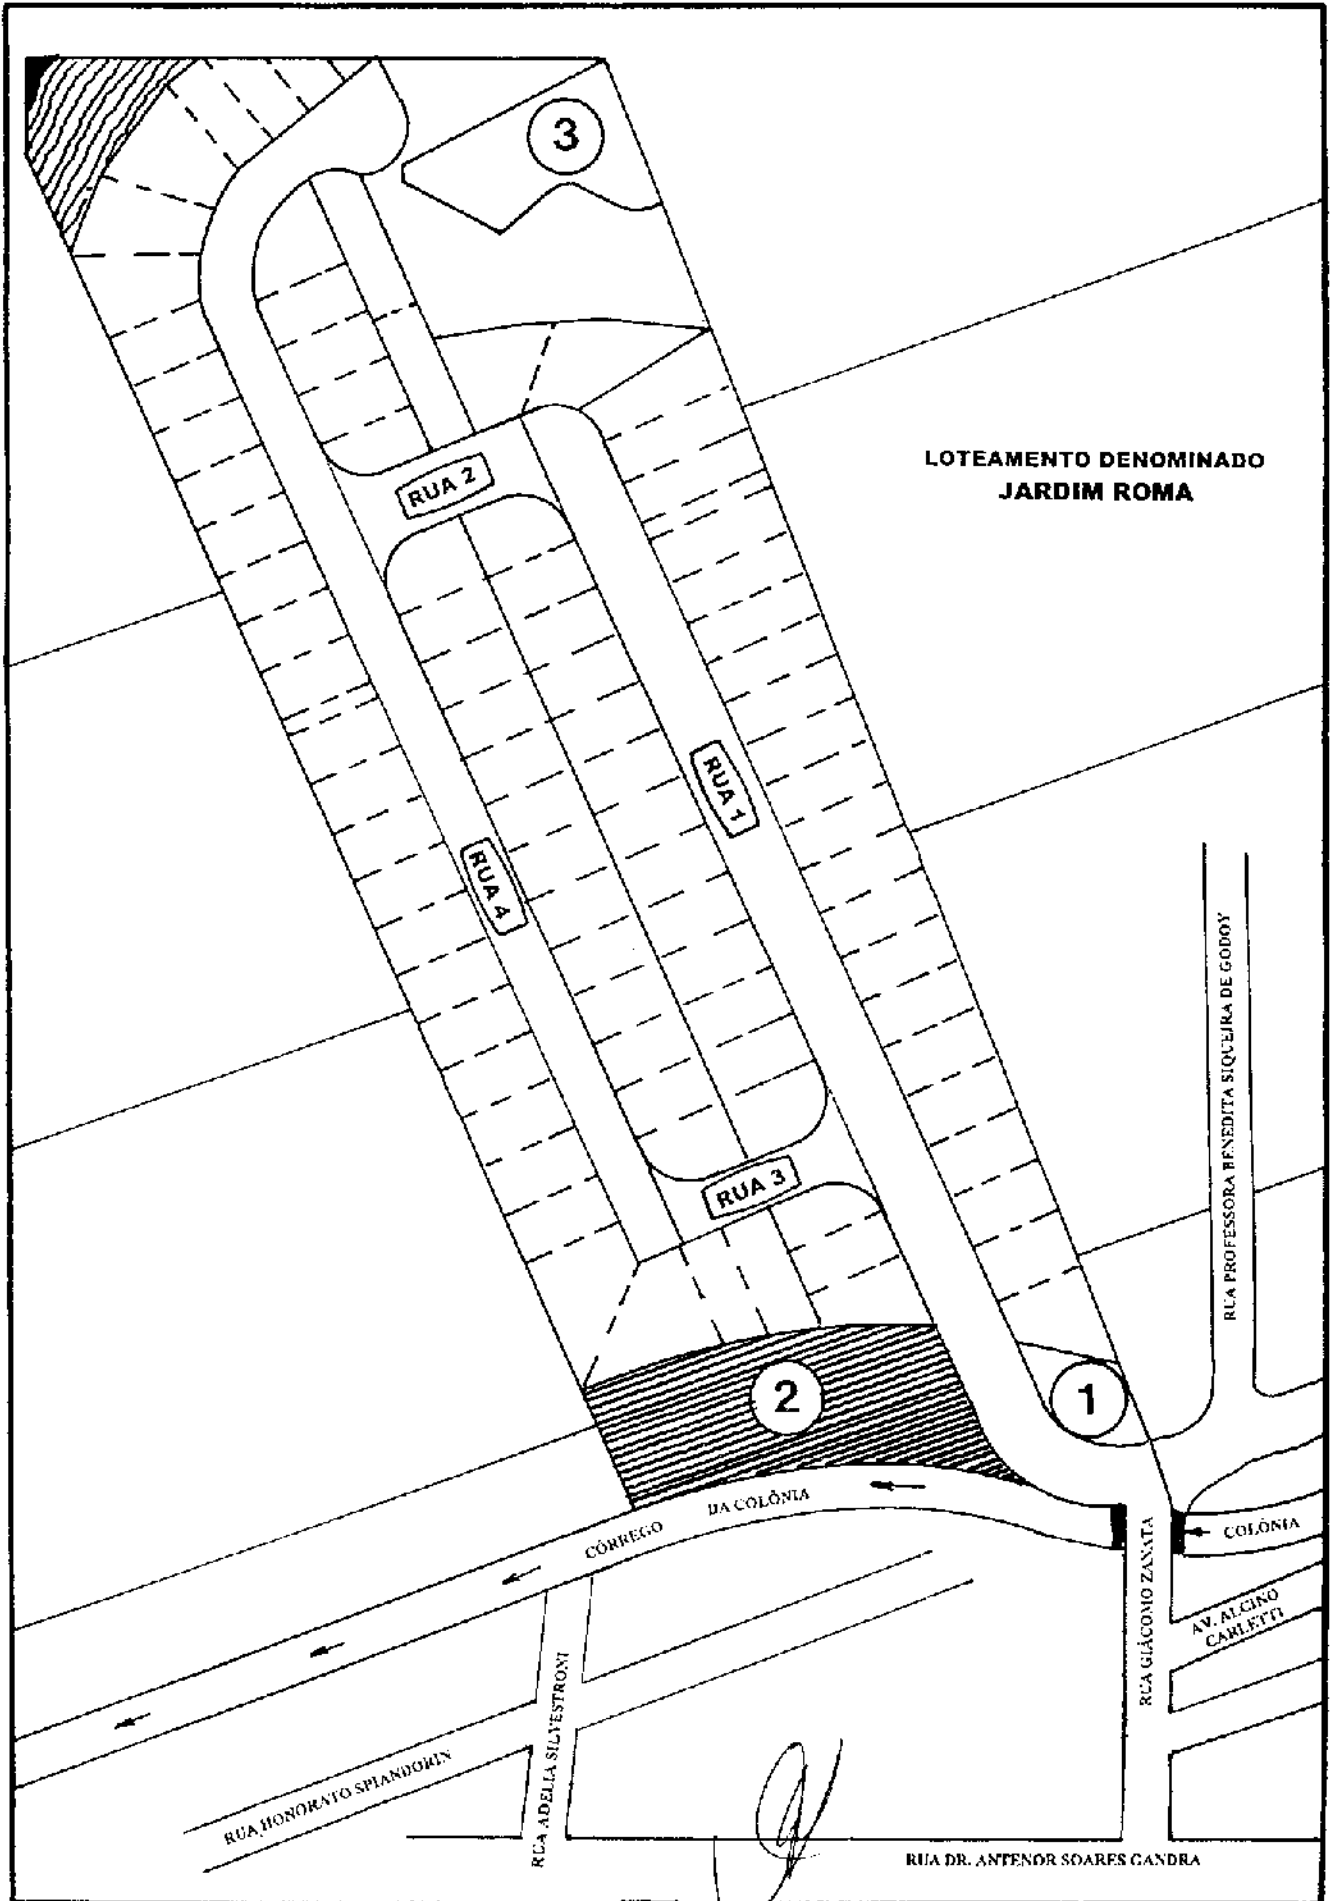 3
LOTEAMENTO DENOMINADO
JARDIM ROMA
RUA 2
RUA 1
RUA 4
RUA PROFESSORA BENEDITA SIQUEIRA DE GODOY
RUA 3
2
1
CÓRREGO DA COLÔNIA
COLÔNIA
RUA GIÁCOMO ZANATA
AV. ALCINO
CARLETTI
RUA ADELIA SILVESTRONI
RUA HONORATO SPIANDORIN
RUA DR. ANTENOR SOARES GANDRA